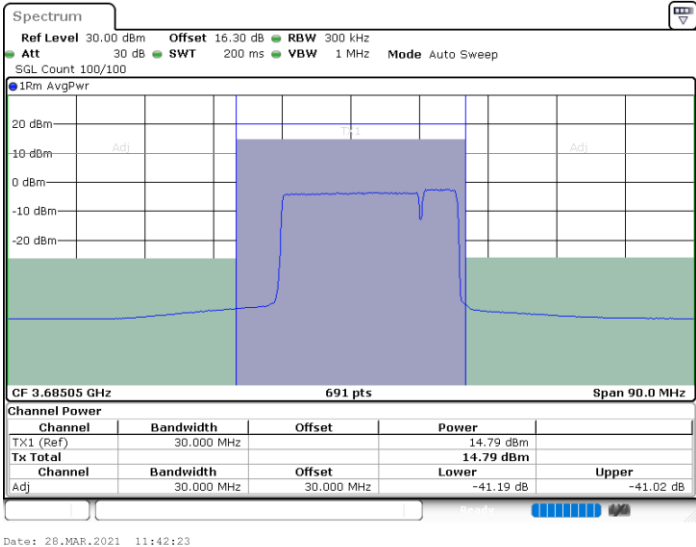 Spectrum
Ref Level 30.00 dBm Offset 16.30 dB RBW 300 kHz
Att 30 dB SWT 200 ms VBW 1 MHz Mode Auto Sweep
SGL Count 100/100
1Rm AvgPwr
20 dBm
TX1
Adj Adj
10 dBm
0 dBm
-10 dBm
-20 dBm
CF 3.68505 GHz 691 pts Span 90.0 MHz
Channel Power
Channel Bandwidth Offset Power
TX1 (Ref) 30.000 MHz 14.79 dBm
Tx Total 14.79 dBm
Channel Bandwidth Offset Lower Upper
Adj 30.000 MHz 30.000 MHz -41.19 dB -41.02 dB
Ready
Date: 28.MAR.2021 11:42:23